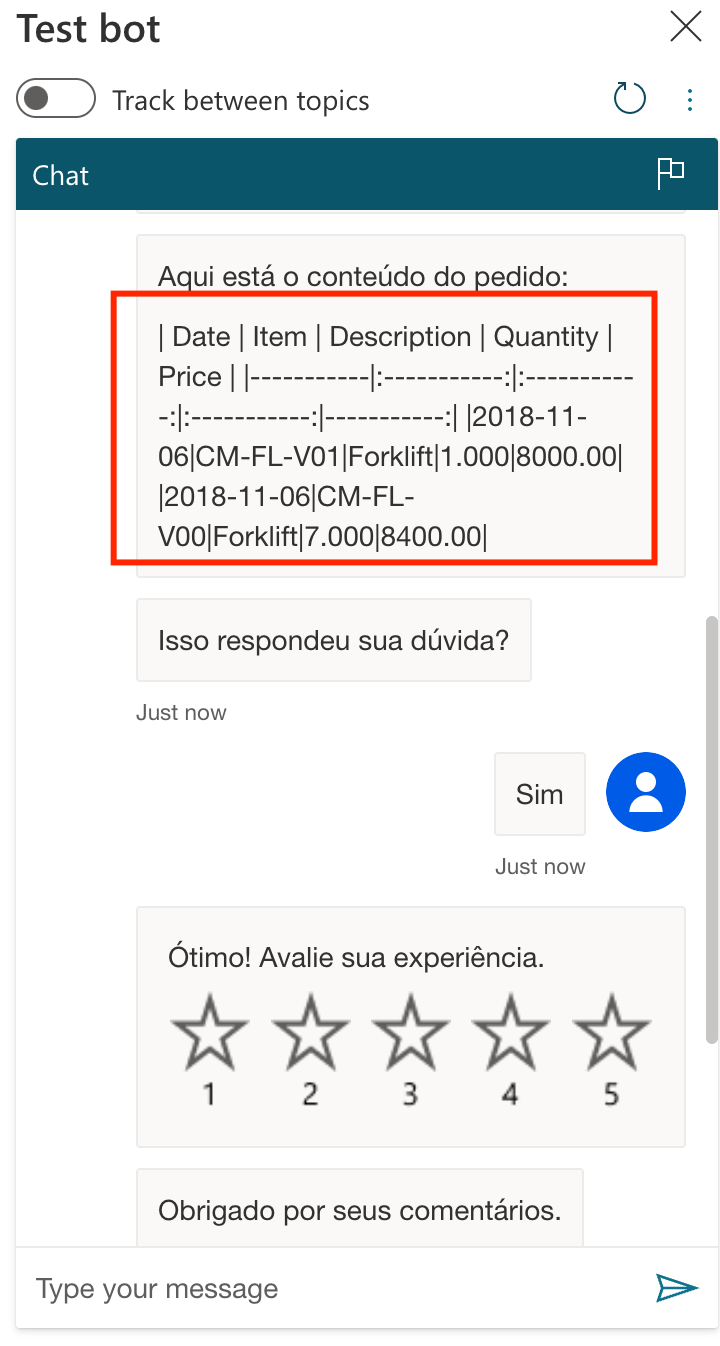 Test bot
Track between topics
Chat
Aqui está o conteúdo do pedido:
| Date | Item | Description | Quantity |
Price | |-----------|:-----------:|:----------
-:|:-----------:|-----------:| |2018-11-
06|CM-FL-V01|Forklift|1.000|8000.00|
|2018-11-06|CM-FL-
V00|Forklift|7.000|8400.00|
Isso respondeu sua dúvida?
Just now
Sim
Just now
Ótimo! Avalie sua experiência.
1 2 3 4 5
Obrigado por seus comentários.
Type your message